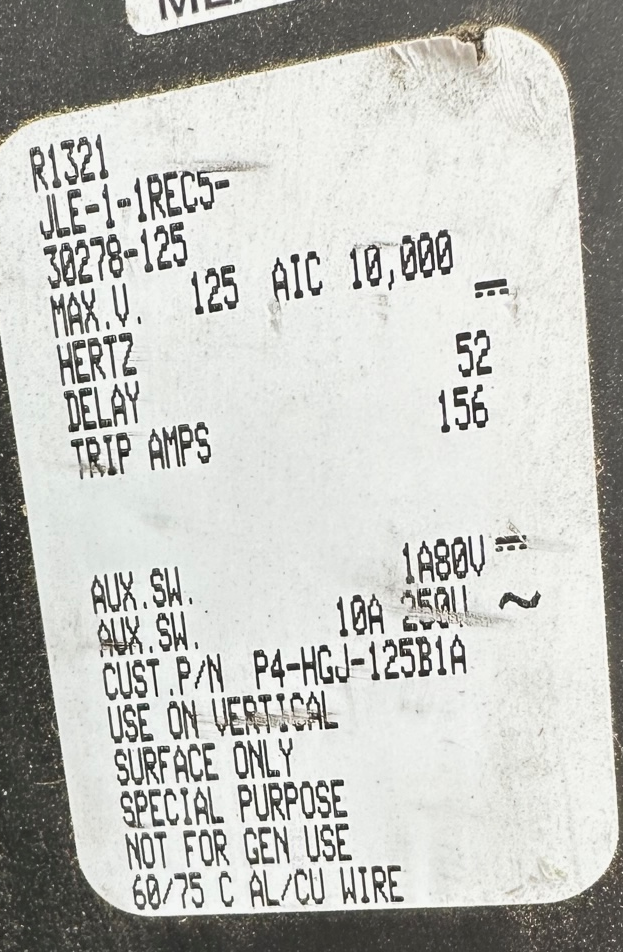 R1321
JLE-1-1REC5-
30278-125
MAX.V. 125 AIC 10,000
HERTZ ⎓
DELAY 52
TRIP AMPS 156
AUX.SW. 1A80V ⎓
AUX.SW. 10A 250V ~
CUST.P/N P4-HGJ-125B1A
USE ON VERTICAL
SURFACE ONLY
SPECIAL PURPOSE
NOT FOR GEN USE
60/75 C AL/CU WIRE